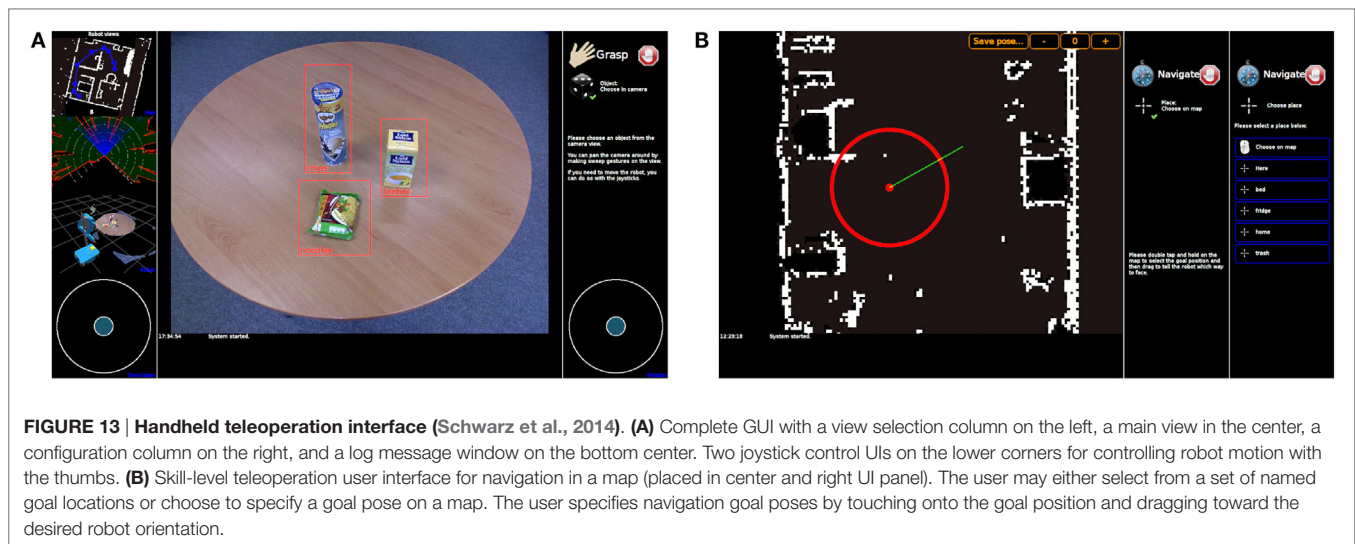 A
Robot views
Grasp
Object:
Choose in camera
Please choose an object from the
camera view.
You can pan the camera around by
making sweep gestures on the view.
If you need to move the robot, you
can do so with the joysticks.
Pringles
noodles
17:34:54 System started.
B
Save pose... - 0 +
Navigate
Place:
Choose on map
Please double tap and hold on the
map to select the goal position and
then drag to tell the robot which way
to face.
Navigate
Choose place
Please select a place below:
Choose on map
Here
bed
fridge
home
trash
12:23:18 System started.
FIGURE 13 | Handheld teleoperation interface (Schwarz et al., 2014). (A) Complete GUI with a view selection column on the left, a main view in the center, a
configuration column on the right, and a log message window on the bottom center. Two joystick control UIs on the lower corners for controlling robot motion with
the thumbs. (B) Skill-level teleoperation user interface for navigation in a map (placed in center and right UI panel). The user may either select from a set of named
goal locations or choose to specify a goal pose on a map. The user specifies navigation goal poses by touching onto the goal position and dragging toward the
desired robot orientation.